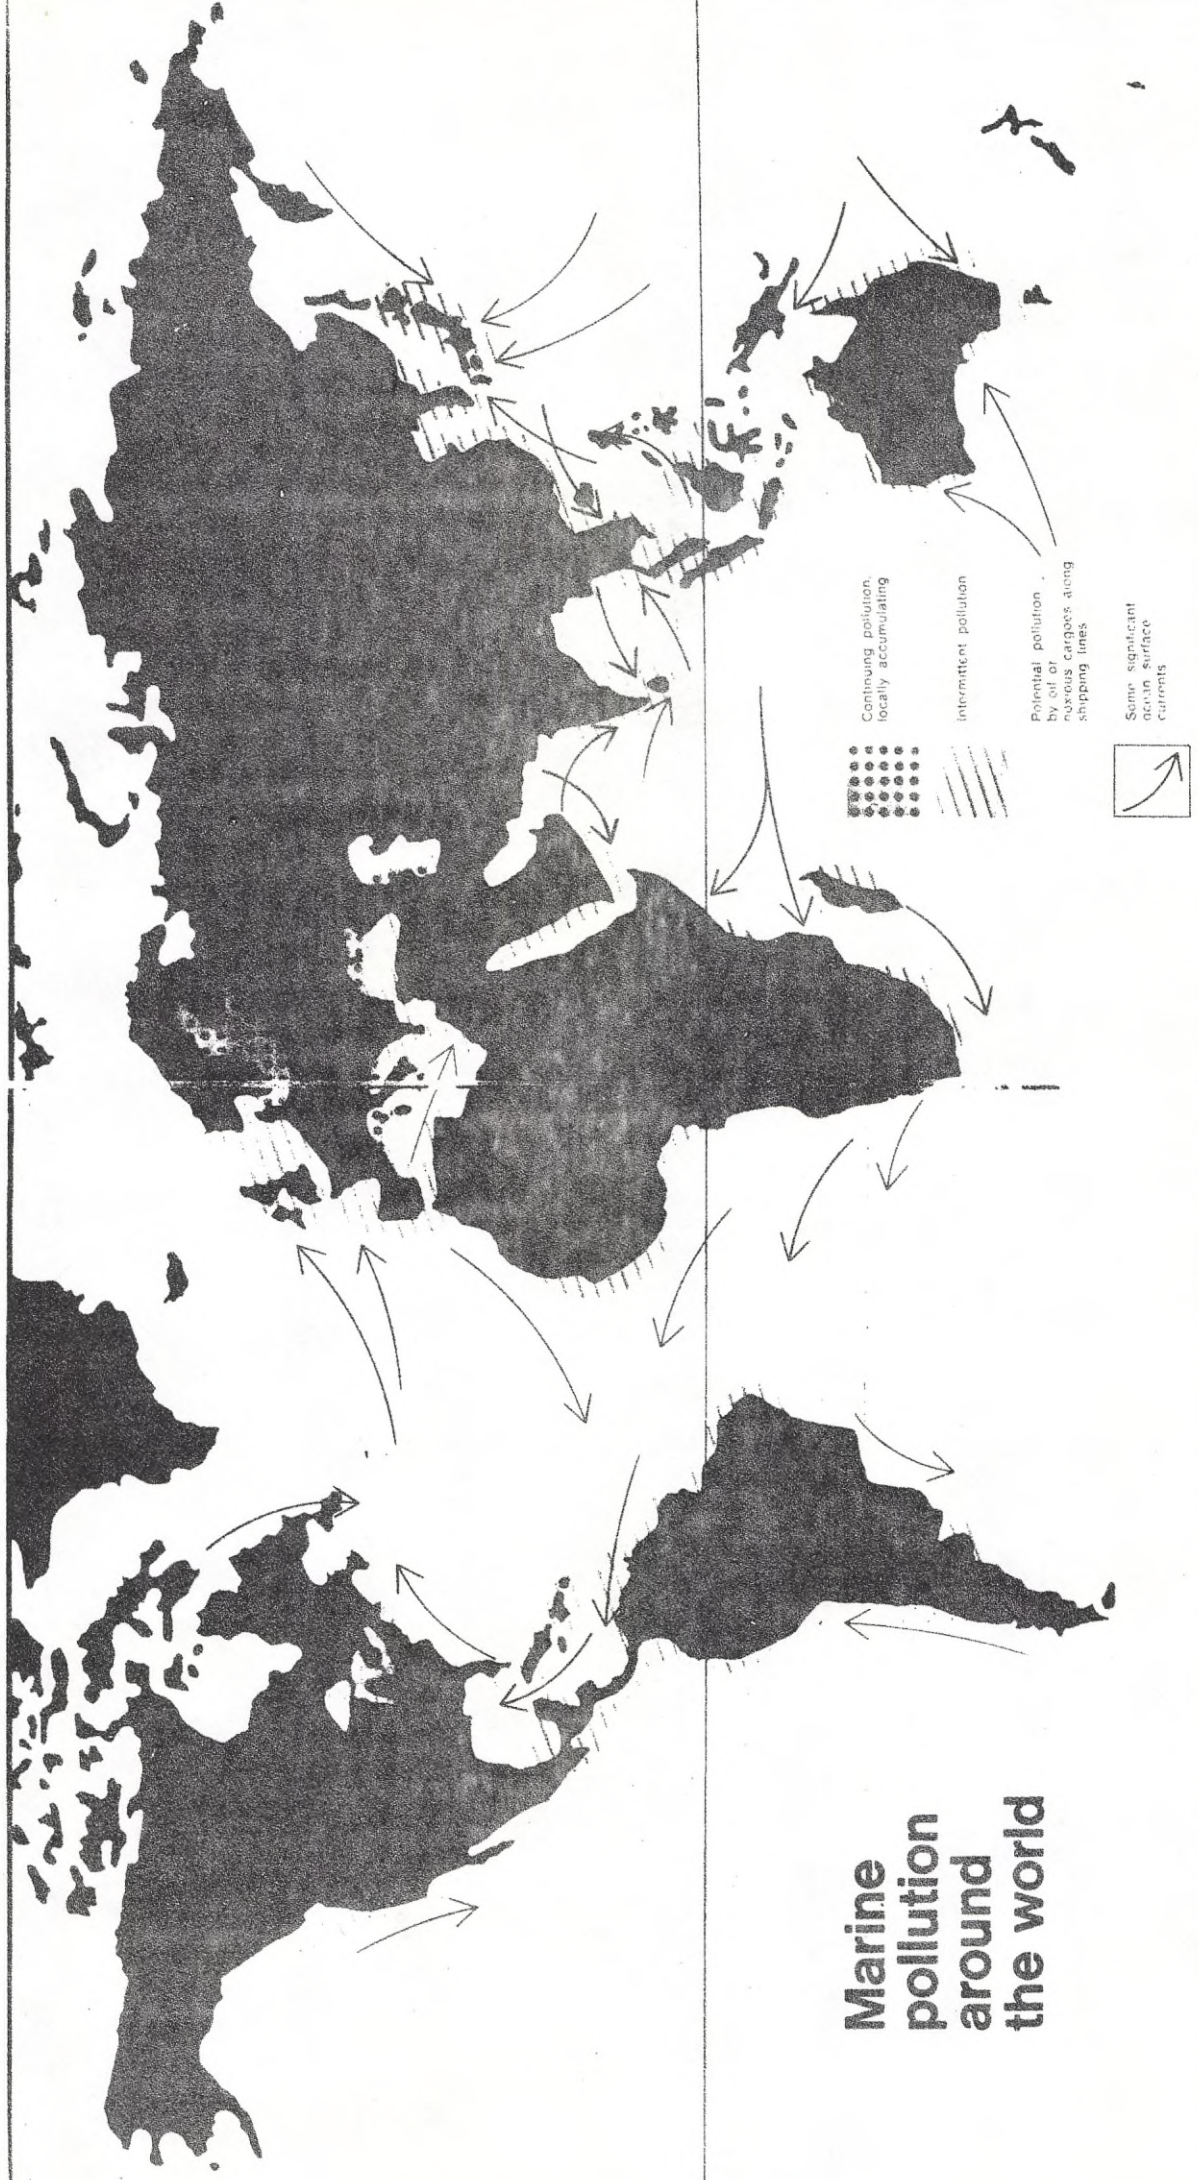 Marine
pollution
around
the world
Continuing pollution,
locally accumulating
Intermittent pollution
Potential pollution
by oil or
noxious cargoes along
shipping lines
Some significant
ocean surface
currents